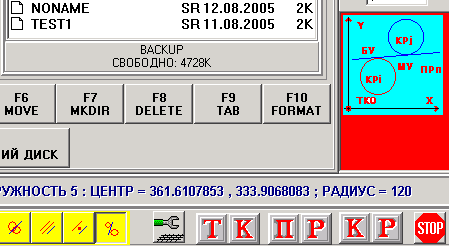 NONAME SR 12.08.2005 2K
TEST1 SR 11.08.2005 2K
BACKUP
СВОБОДНО: 4728K
F6 F7 F8 F9 F10
MOVE MKDIR DELETE TAB FORMAT
ИЙ ДИСК
Y
КРj
БУ
МУ ПРп
КРi
ТКО X
РУЖНОСТЬ 5 : ЦЕНТР = 361.6107853 , 333.9068083 ; РАДИУС = 120
Т К П Р К Р STOP